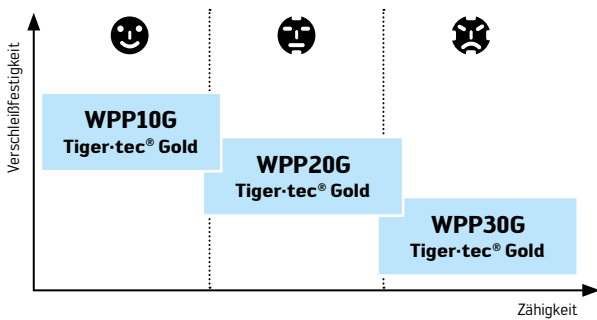 Verschleißfestigkeit
WPP10G
Tiger·tec® Gold
WPP20G
Tiger·tec® Gold
WPP30G
Tiger·tec® Gold
Zähigkeit